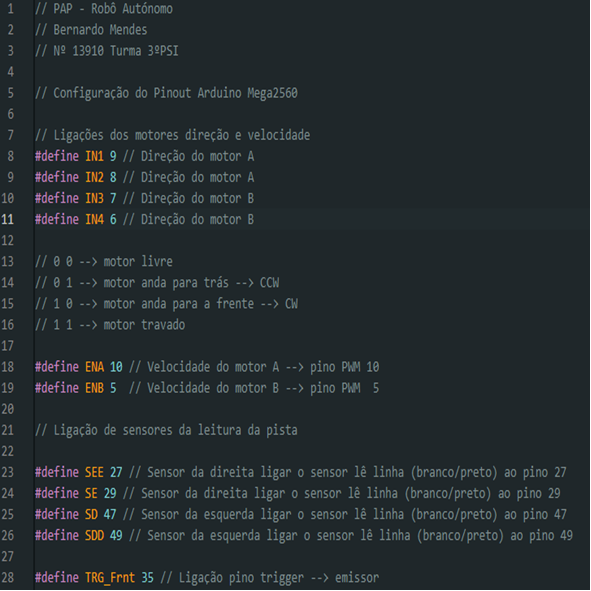 1 // PAP - Robô Autónomo
2 // Bernardo Mendes
3 // Nº 13910 Turma 3ºPSI
4
5 // Configuração do Pinout Arduino Mega2560
6
7 // Ligações dos motores direção e velocidade
8 #define IN1 9 // Direção do motor A
9 #define IN2 8 // Direção do motor A
10 #define IN3 7 // Direção do motor B
11 #define IN4 6 // Direção do motor B
12
13 // 0 0 --> motor livre
14 // 0 1 --> motor anda para trás --> CCW
15 // 1 0 --> motor anda para a frente --> CW
16 // 1 1 --> motor travado
17
18 #define ENA 10 // Velocidade do motor A --> pino PWM 10
19 #define ENB 5  // Velocidade do motor B --> pino PWM  5
20
21 // Ligação de sensores da leitura da pista
22
23 #define SEE 27 // Sensor da direita ligar o sensor lê linha (branco/preto) ao pino 27
24 #define SE 29 // Sensor da direita ligar o sensor lê linha (branco/preto) ao pino 29
25 #define SD 47 // Sensor da esquerda ligar o sensor lê linha (branco/preto) ao pino 47
26 #define SDD 49 // Sensor da esquerda ligar o sensor lê linha (branco/preto) ao pino 49
27
28 #define TRG_Frnt 35 // Ligação pino trigger --> emissor